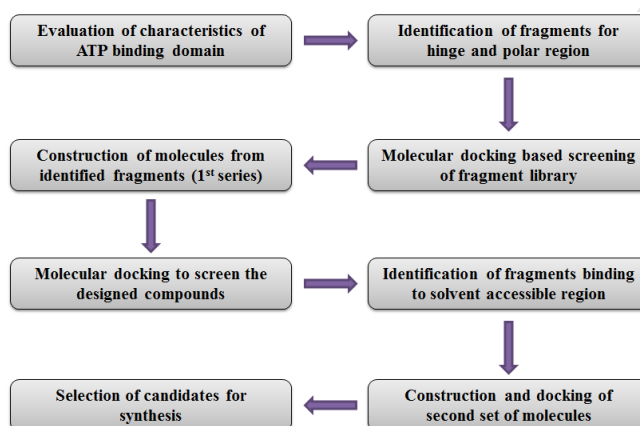 Evaluation of characteristics of
ATP binding domain
Identification of fragments for
hinge and polar region
Molecular docking based screening
of fragment library
Construction of molecules from
identified fragments (1st series)
Molecular docking to screen the
designed compounds
Identification of fragments binding
to solvent accessible region
Construction and docking of
second set of molecules
Selection of candidates for
synthesis